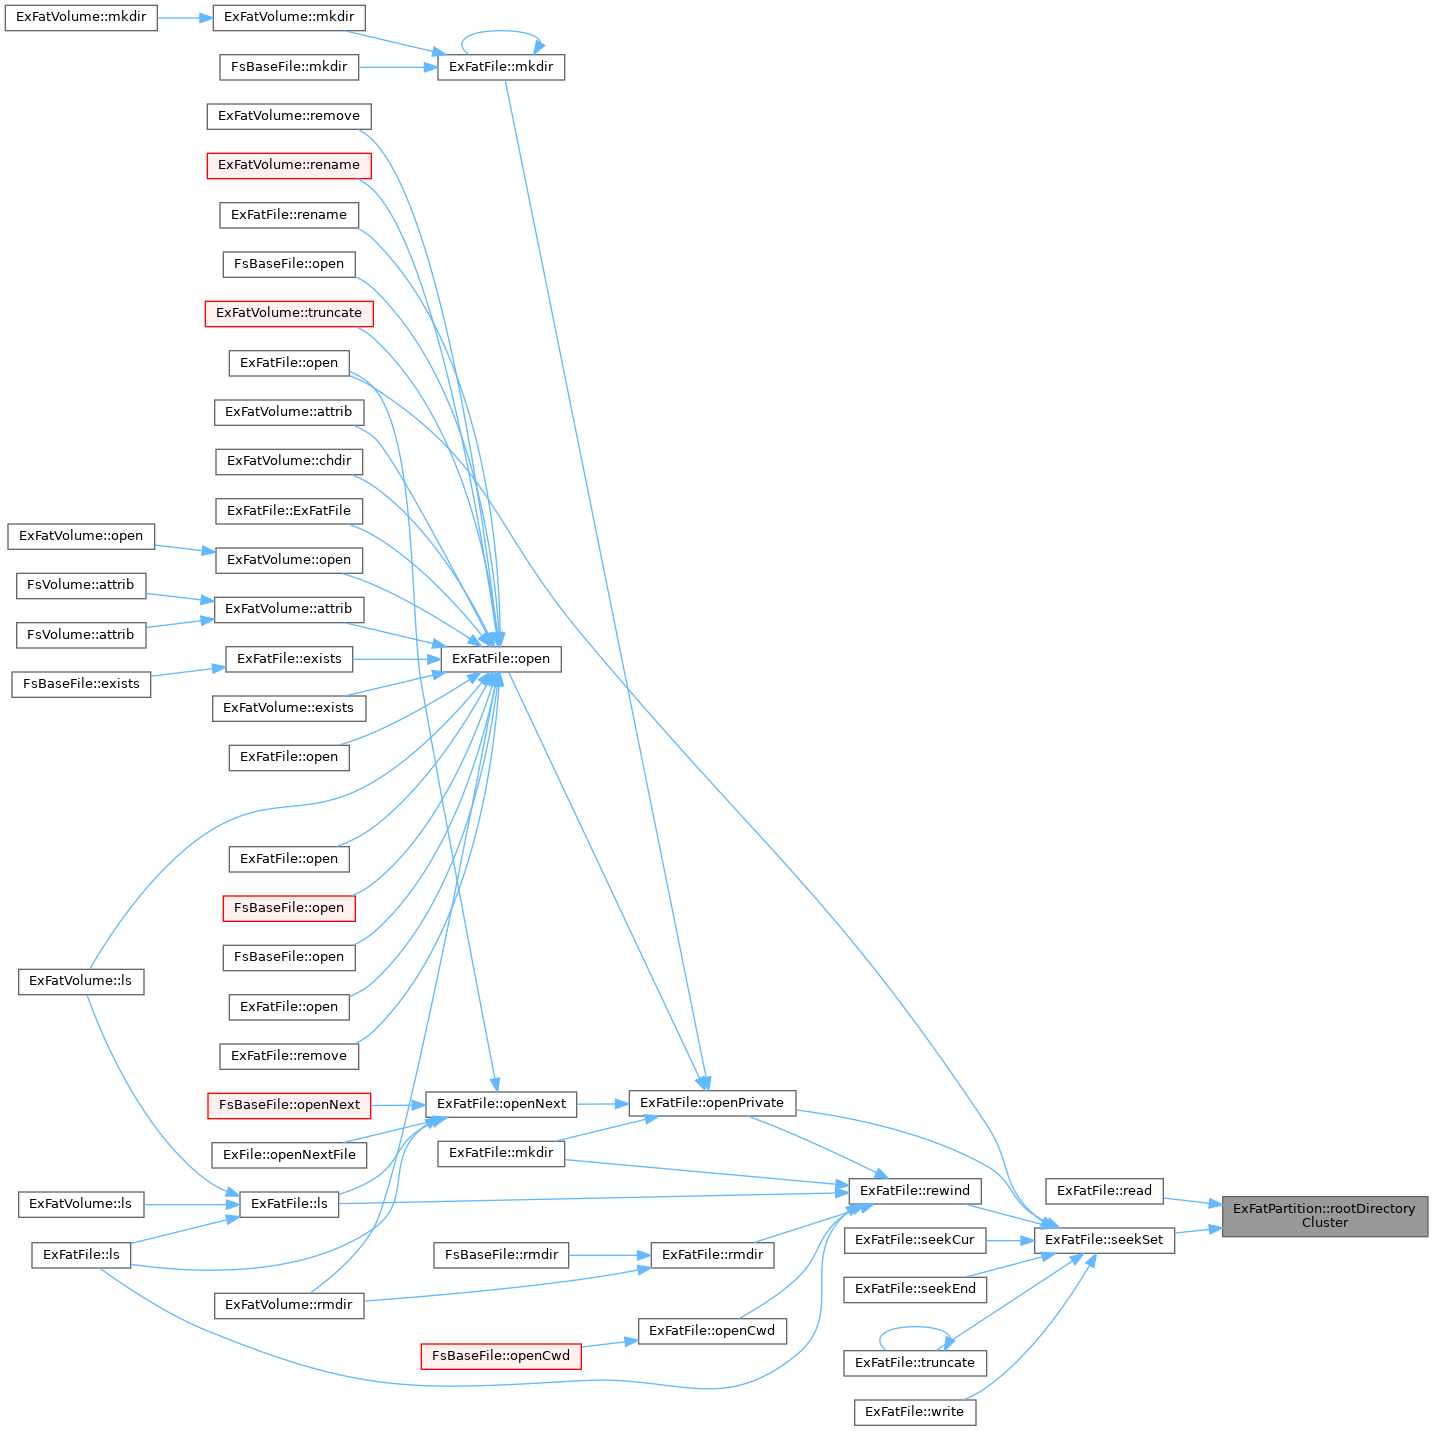 ExFatVolume::mkdir
ExFatVolume::mkdir
FsBaseFile::mkdir
ExFatFile::mkdir
ExFatVolume::remove
ExFatVolume::rename
ExFatFile::rename
FsBaseFile::open
ExFatVolume::truncate
ExFatFile::open
ExFatVolume::attrib
ExFatVolume::chdir
ExFatFile::ExFatFile
ExFatVolume::open
ExFatVolume::open
FsVolume::attrib
ExFatVolume::attrib
FsVolume::attrib
ExFatFile::exists
ExFatFile::open
FsBaseFile::exists
ExFatVolume::exists
ExFatFile::open
ExFatFile::open
FsBaseFile::open
FsBaseFile::open
ExFatVolume::ls
ExFatFile::open
ExFatFile::remove
FsBaseFile::openNext
ExFatFile::openNext
ExFatFile::openPrivate
ExFile::openNextFile
ExFatFile::mkdir
ExFatVolume::ls
ExFatFile::ls
ExFatFile::rewind
ExFatFile::read
ExFatPartition::rootDirectory
Cluster
ExFatFile::ls
FsBaseFile::rmdir
ExFatFile::rmdir
ExFatFile::seekCur
ExFatFile::seekSet
ExFatFile::seekEnd
ExFatVolume::rmdir
ExFatFile::openCwd
FsBaseFile::openCwd
ExFatFile::truncate
ExFatFile::write